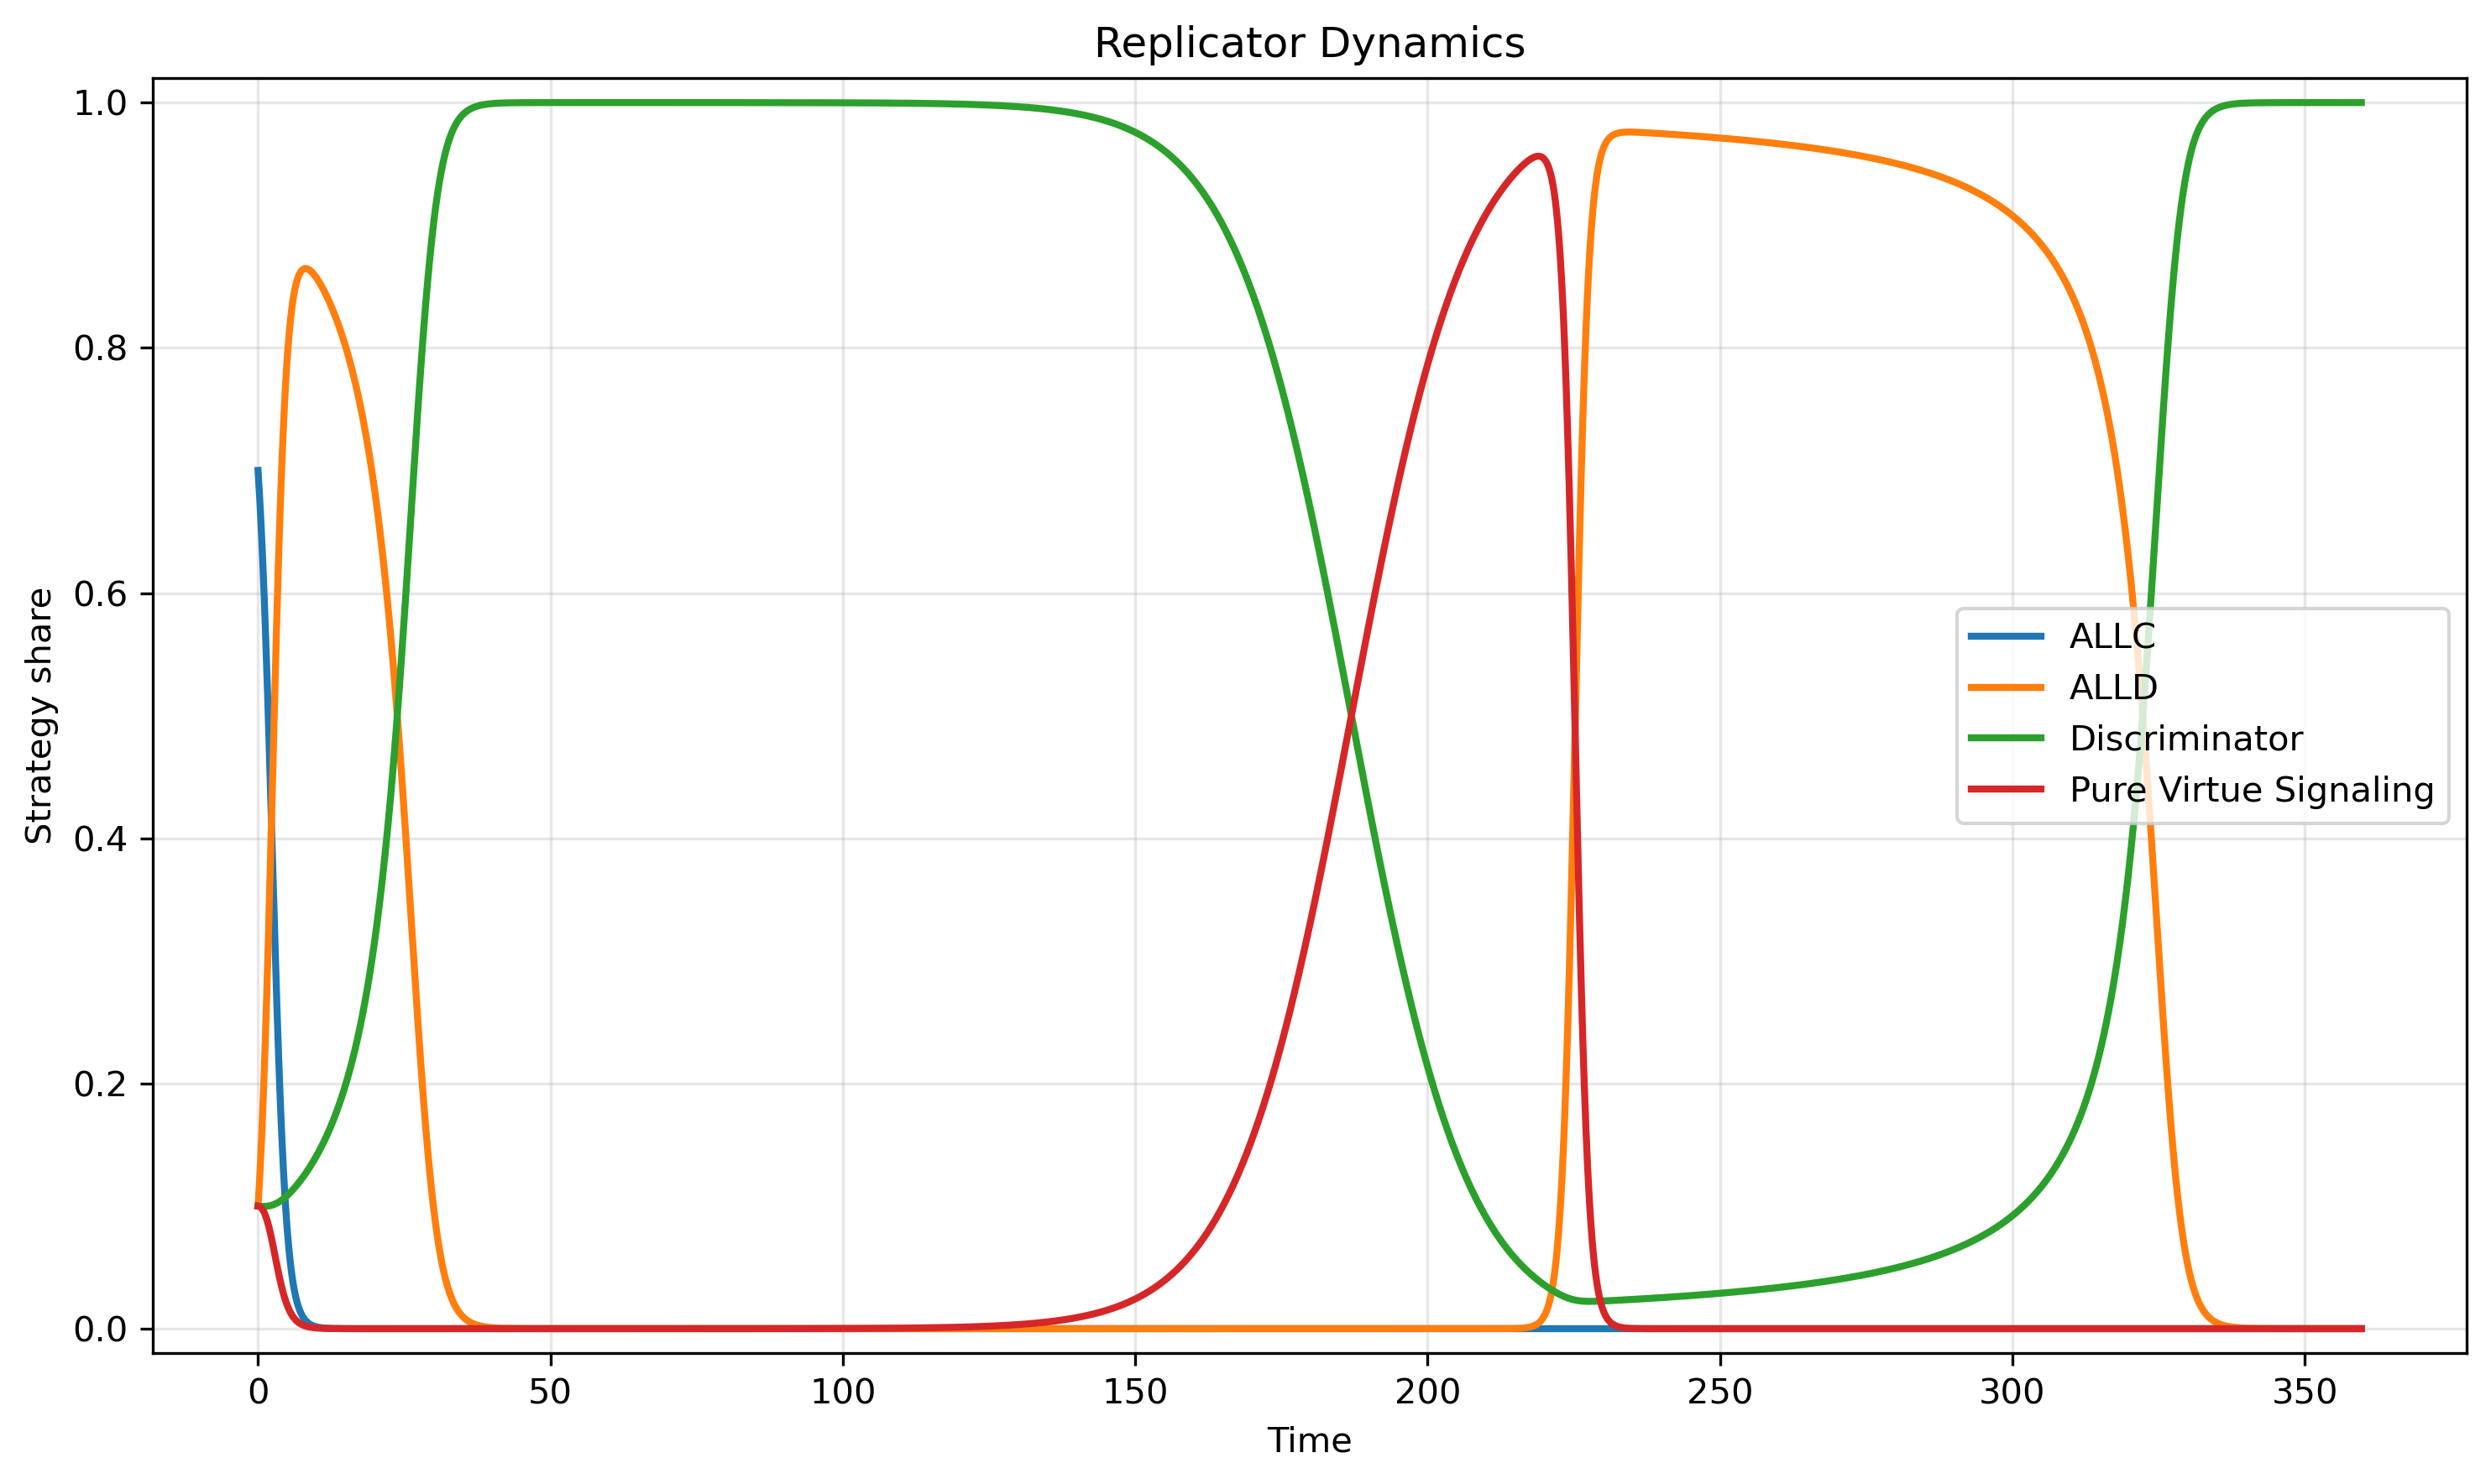 Replicator Dynamics
1.0
0.8
0.6
0.4
0.2
0.0
Strategy share
ALLC
ALLD
Discriminator
Pure Virtue Signaling
0 50 100 150 200 250 300 350
Time